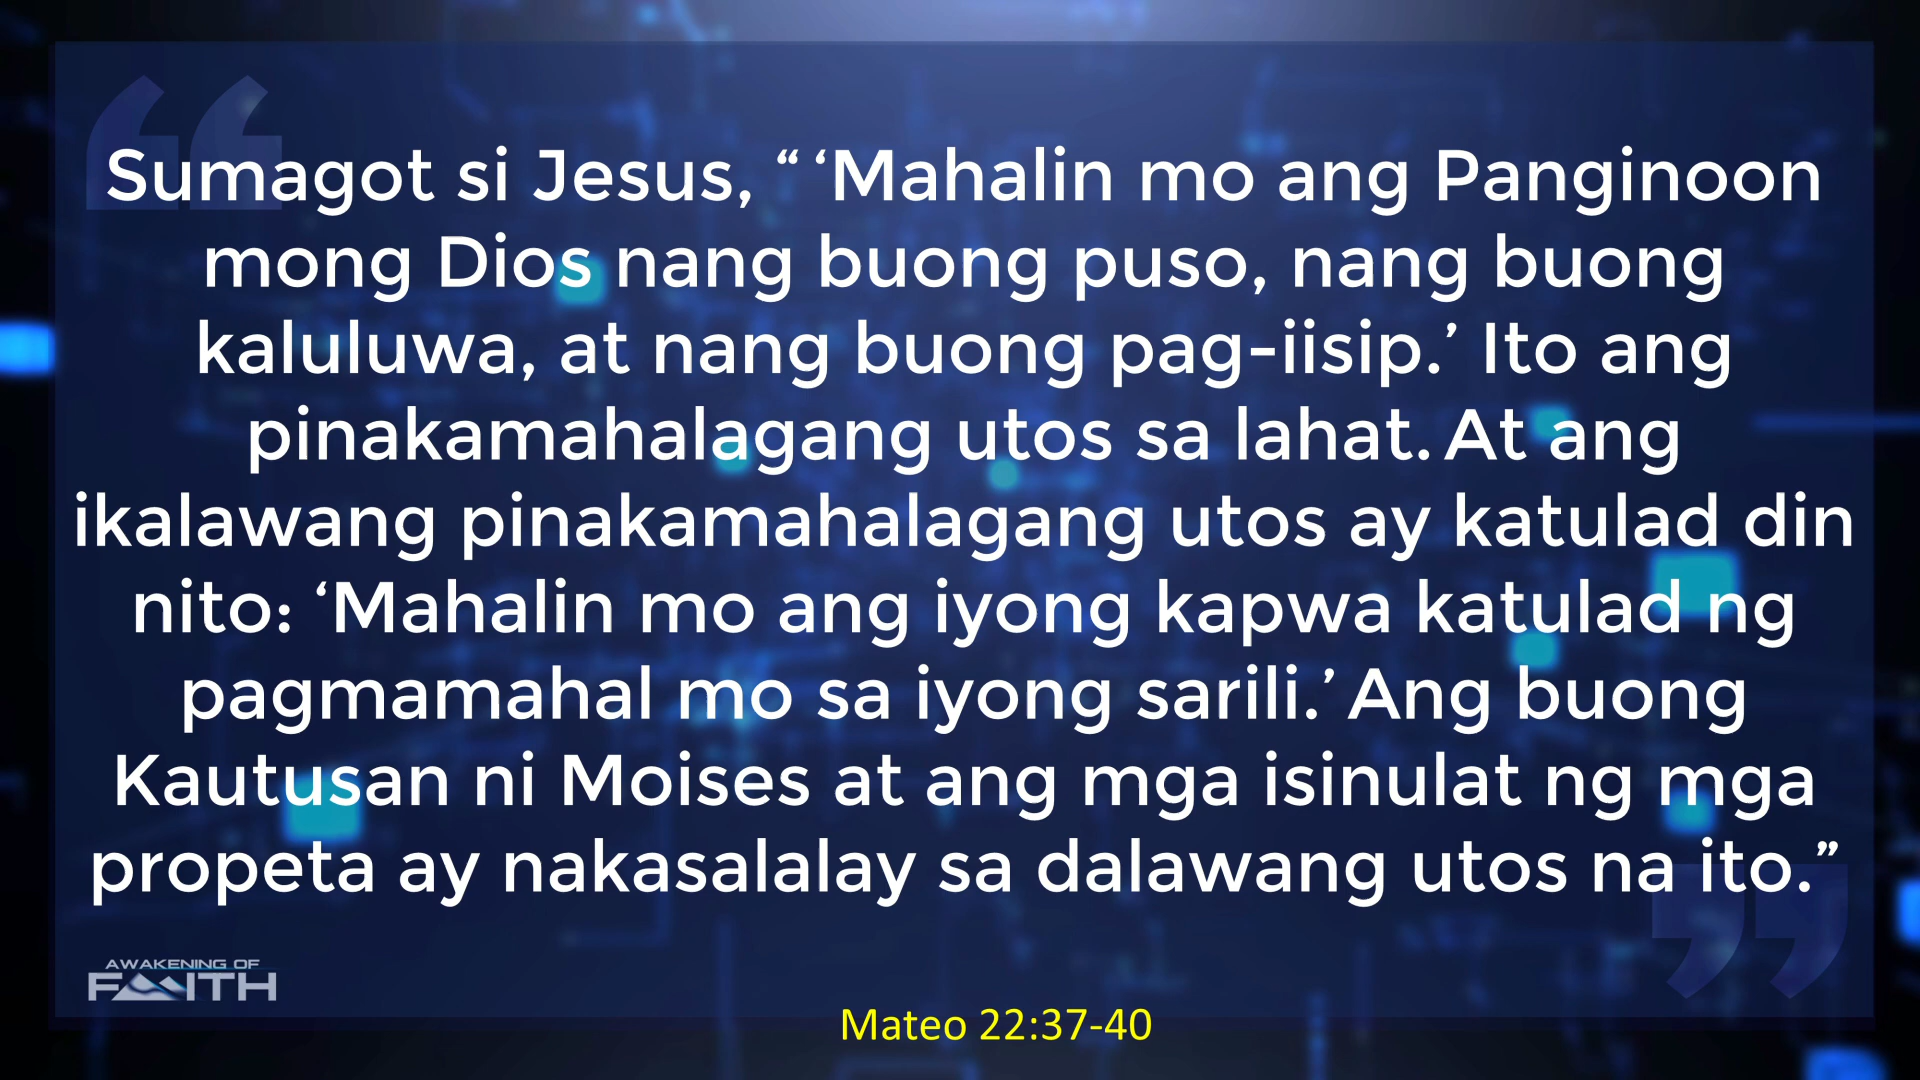 Sumagot si Jesus, “ ‘Mahalin mo ang Panginoon
mong Dios nang buong puso, nang buong
kaluluwa, at nang buong pag-iisip.’ Ito ang
pinakamahalagang utos sa lahat. At ang
ikalawang pinakamahalagang utos ay katulad din
nito: ‘Mahalin mo ang iyong kapwa katulad ng
pagmamahal mo sa iyong sarili.’ Ang buong
Kautusan ni Moises at ang mga isinulat ng mga
propeta ay nakasalalay sa dalawang utos na ito.”
AWAKENING OF
FAITH
Mateo 22:37-40